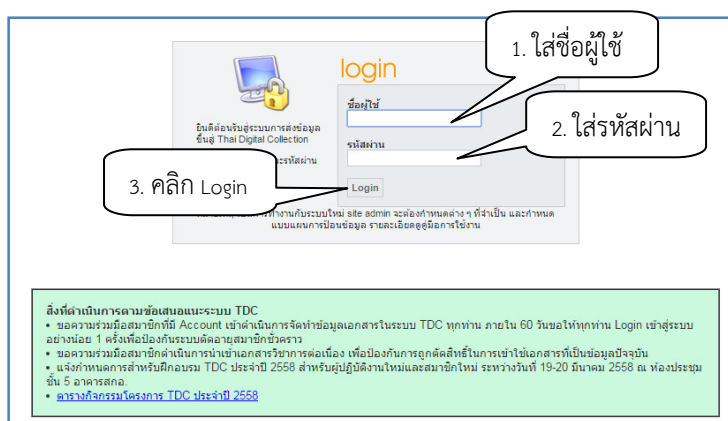 1. ใส่ชื่อผู้ใช้
login
ชื่อผู้ใช้
ยินดีต้อนรับสู่ระบบการส่งข้อมูล
ขึ้นสู่ Thai Digital Collection
2. ใส่รหัสผ่าน
รหัสผ่าน
ะรหัสผ่าน
3. คลิก Login
Login
ทำงานกับระบบใหม่ site admin จะต้องกำหนดต่าง ๆ ที่จำเป็น และกำหนด
แบบแผนการป้อนข้อมูล รายละเอียดดูคู่มือการใช้งาน
สิ่งที่ดำเนินการตามข้อเสนอแนะระบบ TDC
• ขอความร่วมมือสมาชิกที่มี Account เข้าดำเนินการจัดทำข้อมูลเอกสารในระบบ TDC ทุกท่าน ภายใน 60 วันขอให้ทุกท่าน Login เข้าสู่ระบบ
อย่างน้อย 1 ครั้งเพื่อป้องกันระบบตัดอายุสมาชิกชั่วคราว
• ขอความร่วมมือสมาชิกดำเนินการนำเข้าเอกสารวิชาการต่อเนื่อง เพื่อป้องกันการถูกตัดสิทธิ์ในการเข้าใช้เอกสารที่เป็นข้อมูลปัจจุบัน
• แจ้งกำหนดการสำหรับฝึกอบรม TDC ประจำปี 2558 สำหรับผู้ปฏิบัติงานใหม่และสมาชิกใหม่ ระหว่างวันที่ 19-20 มีนาคม 2558 ณ ห้องประชุม
ชั้น 5 อาคารสกอ.
• ตารางกิจกรรมโครงการ TDC ประจำปี 2558